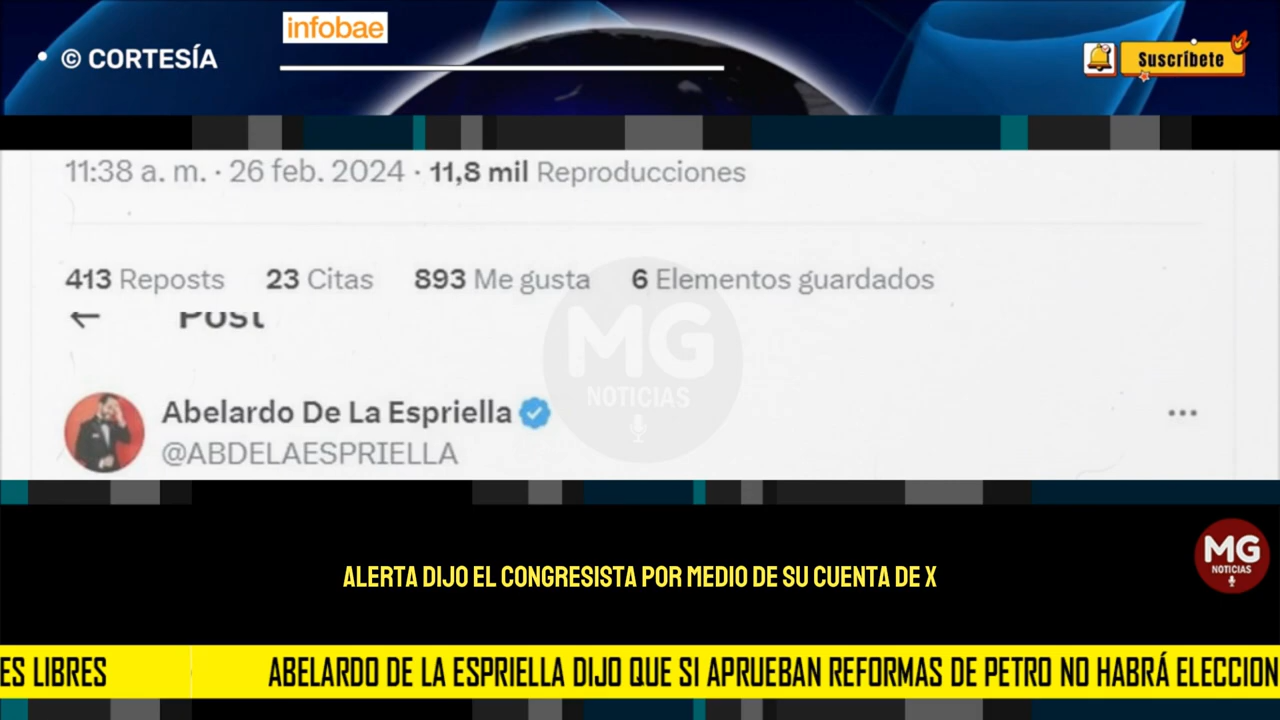 infobae
© CORTESÍA
Suscríbete
11:38 a. m. · 26 feb. 2024 · 11,8 mil Reproducciones
413 Reposts 23 Citas 893 Me gusta 6 Elementos guardados
← Post
MG
NOTICIAS
Abelardo De La Espriella
@ABDELAESPRIELLA
ALERTA DIJO EL CONGRESISTA POR MEDIO DE SU CUENTA DE X
MG
NOTICIAS
ES LIBRES ABELARDO DE LA ESPRIELLA DIJO QUE SI APRUEBAN REFORMAS DE PETRO NO HABRÁ ELECCION